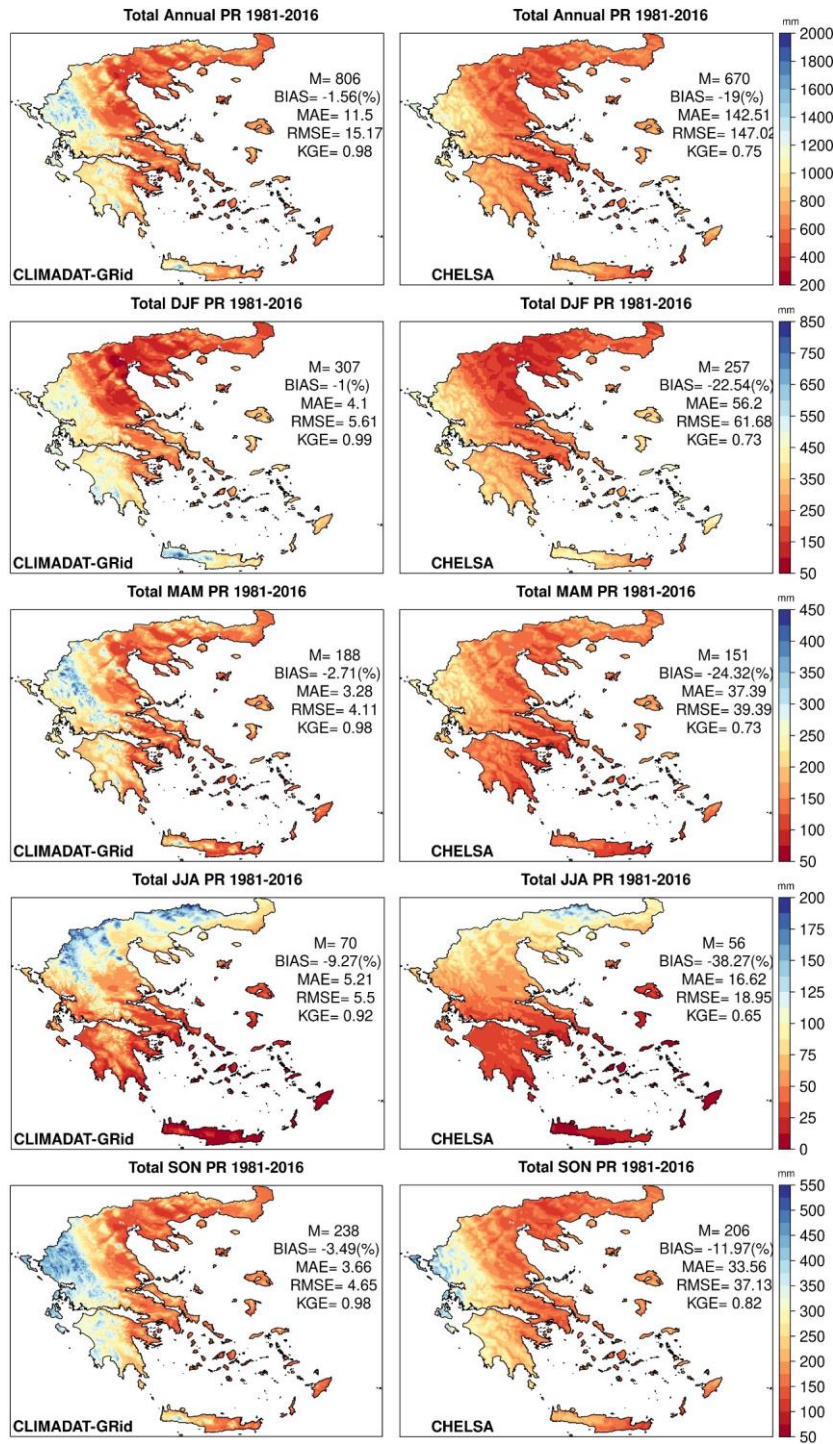 Total Annual PR 1981-2016
M= 806
BIAS= -1.56(%)
MAE= 11.5
RMSE= 15.17
KGE= 0.98
CLIMADAT-GRid
Total Annual PR 1981-2016
M= 670
BIAS= -19(%)
MAE= 142.51
RMSE= 147.02
KGE= 0.75
CHELSA
mm
2000
1800
1600
1400
1200
1000
800
600
400
200
Total DJF PR 1981-2016
M= 307
BIAS= -1(%)
MAE= 4.1
RMSE= 5.61
KGE= 0.99
CLIMADAT-GRid
Total DJF PR 1981-2016
M= 257
BIAS= -22.54(%)
MAE= 56.2
RMSE= 61.68
KGE= 0.73
CHELSA
mm
850
750
650
550
450
350
250
150
50
Total MAM PR 1981-2016
M= 188
BIAS= -2.71(%)
MAE= 3.28
RMSE= 4.11
KGE= 0.98
CLIMADAT-GRid
Total MAM PR 1981-2016
M= 151
BIAS= -24.32(%)
MAE= 37.39
RMSE= 39.39
KGE= 0.73
CHELSA
mm
450
400
350
300
250
200
150
100
50
Total JJA PR 1981-2016
M= 70
BIAS= -9.27(%)
MAE= 5.21
RMSE= 5.5
KGE= 0.92
CLIMADAT-GRid
Total JJA PR 1981-2016
M= 56
BIAS= -38.27(%)
MAE= 16.62
RMSE= 18.95
KGE= 0.65
CHELSA
mm
200
175
150
125
100
75
50
25
0
Total SON PR 1981-2016
M= 238
BIAS= -3.49(%)
MAE= 3.66
RMSE= 4.65
KGE= 0.98
CLIMADAT-GRid
Total SON PR 1981-2016
M= 206
BIAS= -11.97(%)
MAE= 33.56
RMSE= 37.13
KGE= 0.82
CHELSA
mm
550
500
450
400
350
300
250
200
150
100
50